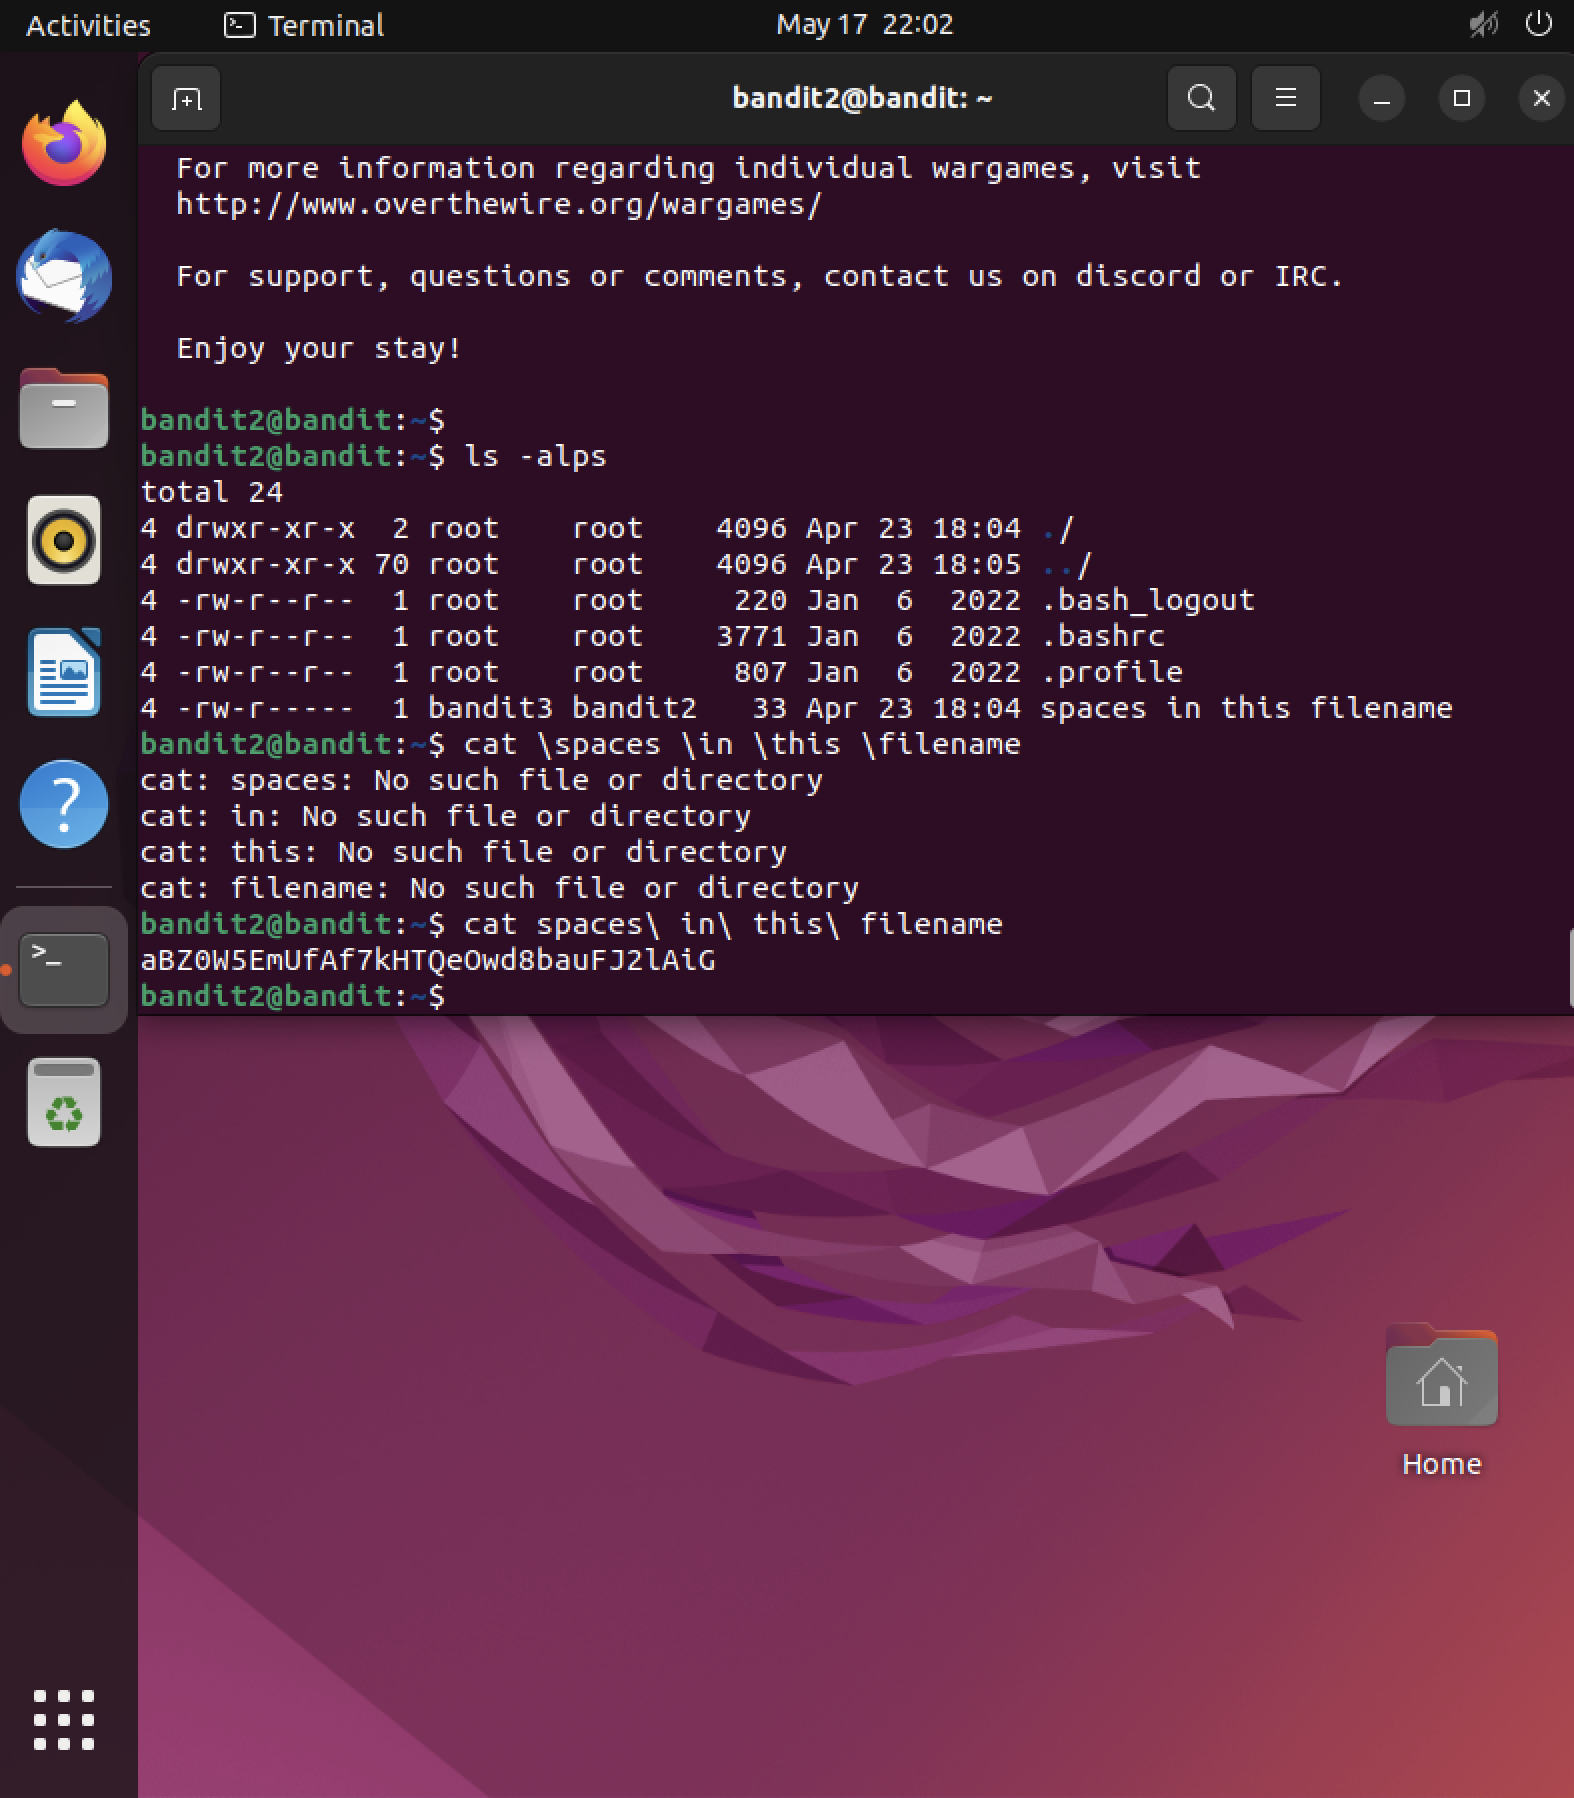 Activities
Terminal
May 17 22:02
bandit2@bandit: ~
For more information regarding individual wargames, visit
http://www.overthewire.org/wargames/
For support, questions or comments, contact us on discord or IRC.
Enjoy your stay!
bandit2@bandit:~$
bandit2@bandit:~$ ls -alps
total 24
4 drwxr-xr-x  2 root    root    4096 Apr 23 18:04 ./
4 drwxr-xr-x 70 root    root    4096 Apr 23 18:05 ../
4 -rw-r--r--  1 root    root     220 Jan  6  2022 .bash_logout
4 -rw-r--r--  1 root    root    3771 Jan  6  2022 .bashrc
4 -rw-r--r--  1 root    root     807 Jan  6  2022 .profile
4 -rw-r-----  1 bandit3 bandit2   33 Apr 23 18:04 spaces in this filename
bandit2@bandit:~$ cat \spaces \in \this \filename
cat: spaces: No such file or directory
cat: in: No such file or directory
cat: this: No such file or directory
cat: filename: No such file or directory
bandit2@bandit:~$ cat spaces\ in\ this\ filename
aBZ0W5EmUfAf7kHTQeOwd8bauFJ2lAiG
bandit2@bandit:~$
Home